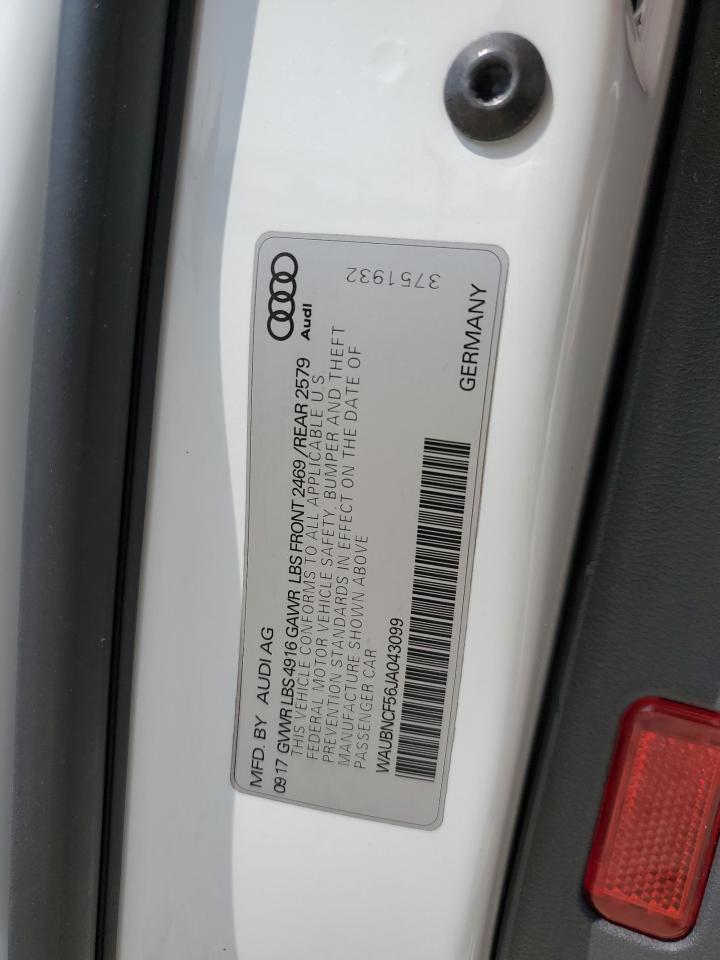 MFD. BY AUDI AG
09 17 GVWR LBS 4916 GAWR LBS FRONT 2469 / REAR 2579
THIS VEHICLE CONFORMS TO ALL APPLICABLE U S.
FEDERAL MOTOR VEHICLE SAFETY, BUMPER AND THEFT
PREVENTION STANDARDS IN EFFECT ON THE DATE OF
MANUFACTURE SHOWN ABOVE
PASSENGER CAR
WAUBNCF56JA043099
Audi
3751932
GERMANY